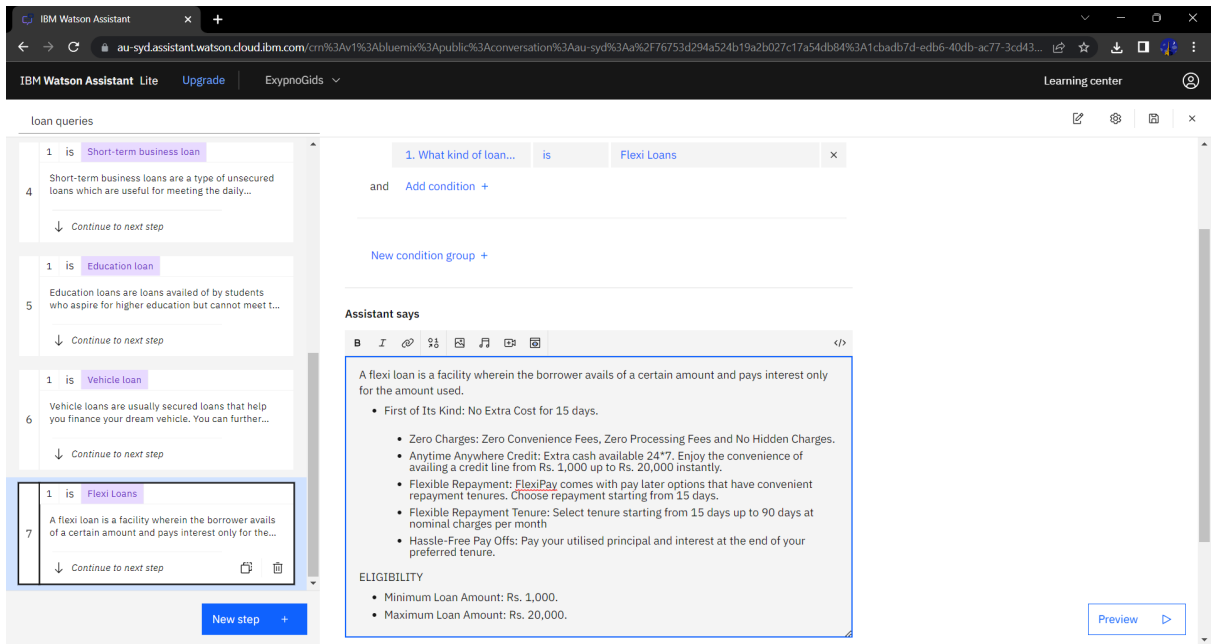 IBM Watson Assistant
au-syd.assistant.watson.cloud.ibm.com/crn%3Av1%3Abluemix%3Apublic%3Aconversation%3Aau-syd%3Aa%2F76753d294a524b19a2b027c17a54db84%3A1cbadb7d-edb6-40db-ac77-3cd43...
IBM Watson Assistant Lite Upgrade ExypnoGids Learning center
loan queries
1 is Short-term business loan
4
Short-term business loans are a type of unsecured
loans which are useful for meeting the daily...
Continue to next step
1 is Education loan
5
Education loans are loans availed of by students
who aspire for higher education but cannot meet t...
Continue to next step
1 is Vehicle loan
6
Vehicle loans are usually secured loans that help
you finance your dream vehicle. You can further...
Continue to next step
1 is Flexi Loans
7
A flexi loan is a facility wherein the borrower avails
of a certain amount and pays interest only for the...
Continue to next step
New step +
1. What kind of loan... is Flexi Loans
and Add condition +
New condition group +
Assistant says
B I
A flexi loan is a facility wherein the borrower avails of a certain amount and pays interest only
for the amount used.
• First of Its Kind: No Extra Cost for 15 days.
• Zero Charges: Zero Convenience Fees, Zero Processing Fees and No Hidden Charges.
• Anytime Anywhere Credit: Extra cash available 24*7. Enjoy the convenience of
availing a credit line from Rs. 1,000 up to Rs. 20,000 instantly.
• Flexible Repayment: FlexiPay comes with pay later options that have convenient
repayment tenures. Choose repayment starting from 15 days.
• Flexible Repayment Tenure: Select tenure starting from 15 days up to 90 days at
nominal charges per month
• Hassle-Free Pay Offs: Pay your utilised principal and interest at the end of your
preferred tenure.
ELIGIBILITY
• Minimum Loan Amount: Rs. 1,000.
• Maximum Loan Amount: Rs. 20,000.
Preview